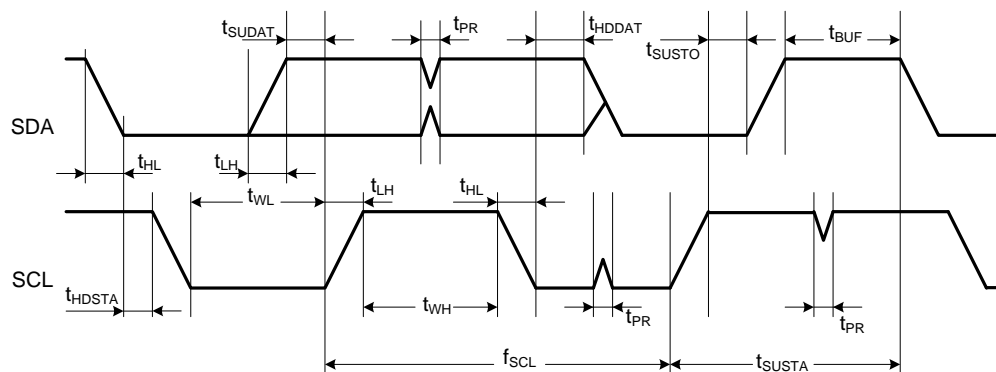 tSUDAT
tPR
tHDDAT
tSUSTO
tBUF
SDA
tHL
tLH
tWL
tLH
tHL
SCL
tHDSTA
tWH
tPR
tPR
fSCL
tSUSTA